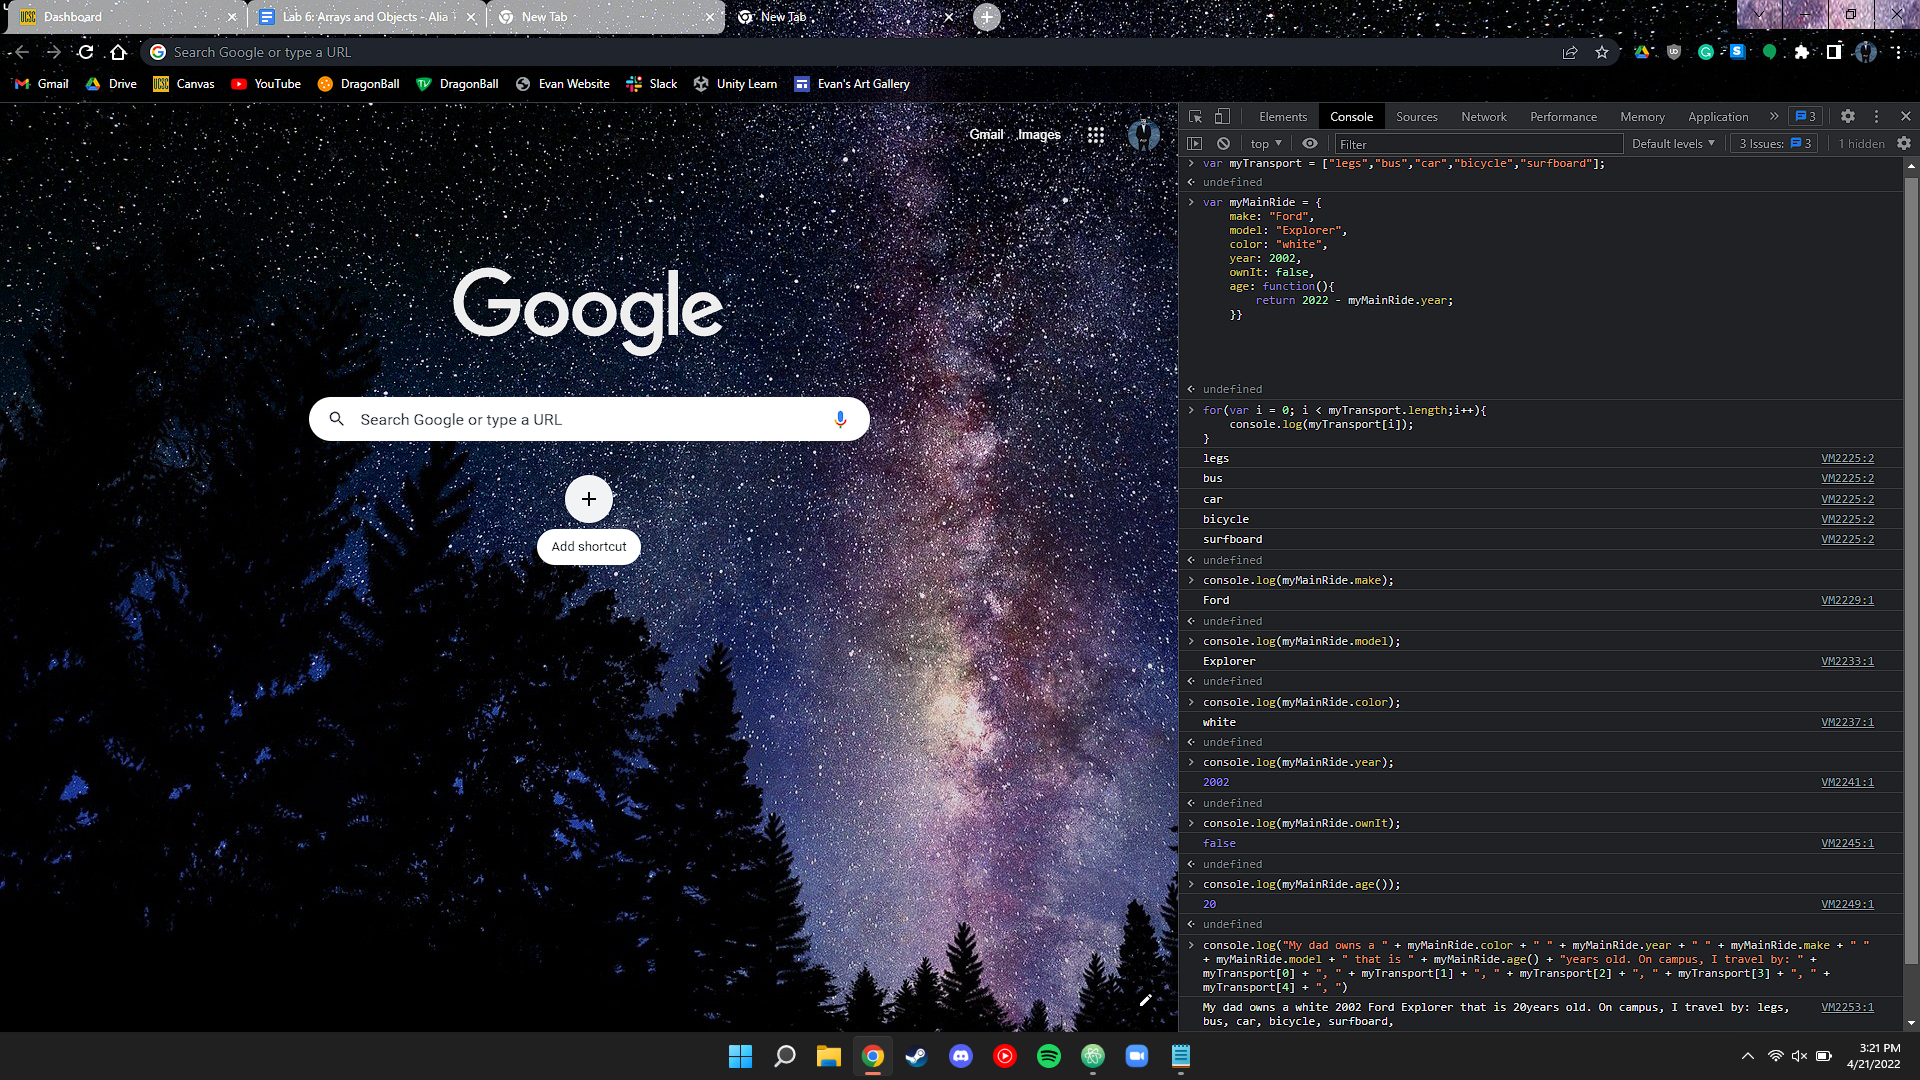 Dashboard
Lab 6: Arrays and Objects - Alia
New Tab
New Tab
Search Google or type a URL
Gmail
Drive
Canvas
YouTube
DragonBall
DragonBall
Evan Website
Slack
Unity Learn
Evan's Art Gallery
Gmail
Images
Google
Search Google or type a URL
Add shortcut
Elements Console Sources Network Performance Memory Application » 3
top Filter Default levels 3 Issues: 3 1 hidden
var myTransport = ["legs","bus","car","bicycle","surfboard"];
undefined
var myMainRide = {
make: "Ford",
model: "Explorer",
color: "white",
year: 2002,
ownIt: false,
age: function(){
return 2022 - myMainRide.year;
}}
undefined
for(var i = 0; i < myTransport.length;i++){
console.log(myTransport[i]);
}
legs VM2225:2
bus VM2225:2
car VM2225:2
bicycle VM2225:2
surfboard VM2225:2
undefined
console.log(myMainRide.make);
Ford VM2229:1
undefined
console.log(myMainRide.model);
Explorer VM2233:1
undefined
console.log(myMainRide.color);
white VM2237:1
undefined
console.log(myMainRide.year);
2002 VM2241:1
undefined
console.log(myMainRide.ownIt);
false VM2245:1
undefined
console.log(myMainRide.age());
20 VM2249:1
undefined
console.log("My dad owns a " + myMainRide.color + " " + myMainRide.year + " " + myMainRide.make + " "
+ myMainRide.model + " that is " + myMainRide.age() + "years old. On campus, I travel by: " +
myTransport[0] + ", " + myTransport[1] + ", " + myTransport[2] + ", " + myTransport[3] + ", " +
myTransport[4] + ", ")
My dad owns a white 2002 Ford Explorer that is 20years old. On campus, I travel by: legs, VM2253:1
bus, car, bicycle, surfboard,
3:21 PM
4/21/2022